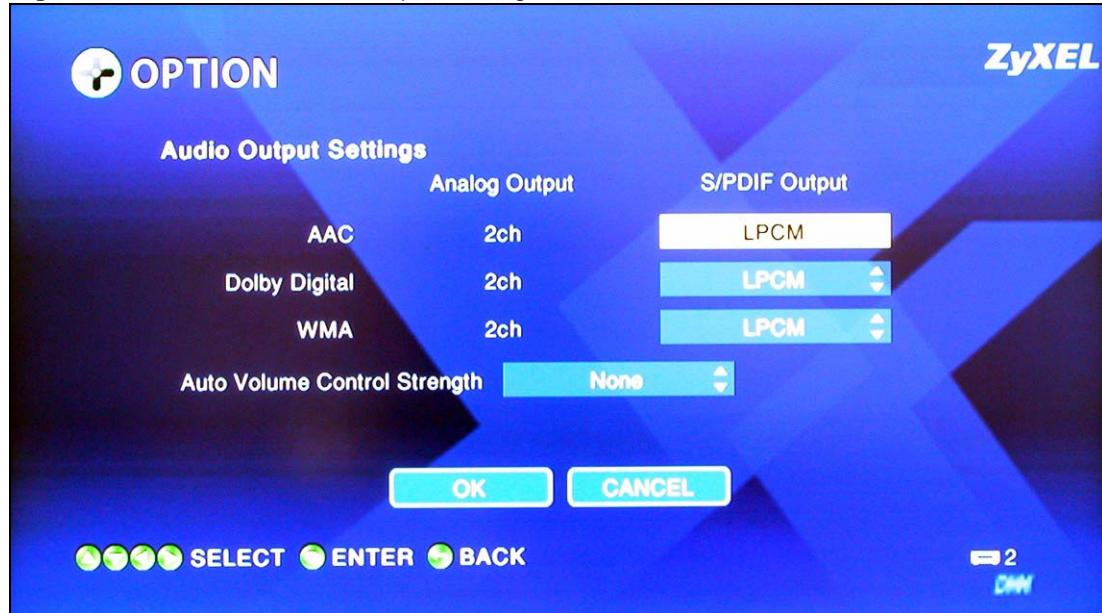 OPTION
ZyXEL
Audio Output Settings
Analog Output S/PDIF Output
AAC 2ch LPCM
Dolby Digital 2ch LPCM
WMA 2ch LPCM
Auto Volume Control Strength None
OK CANCEL
SELECT ENTER BACK
2